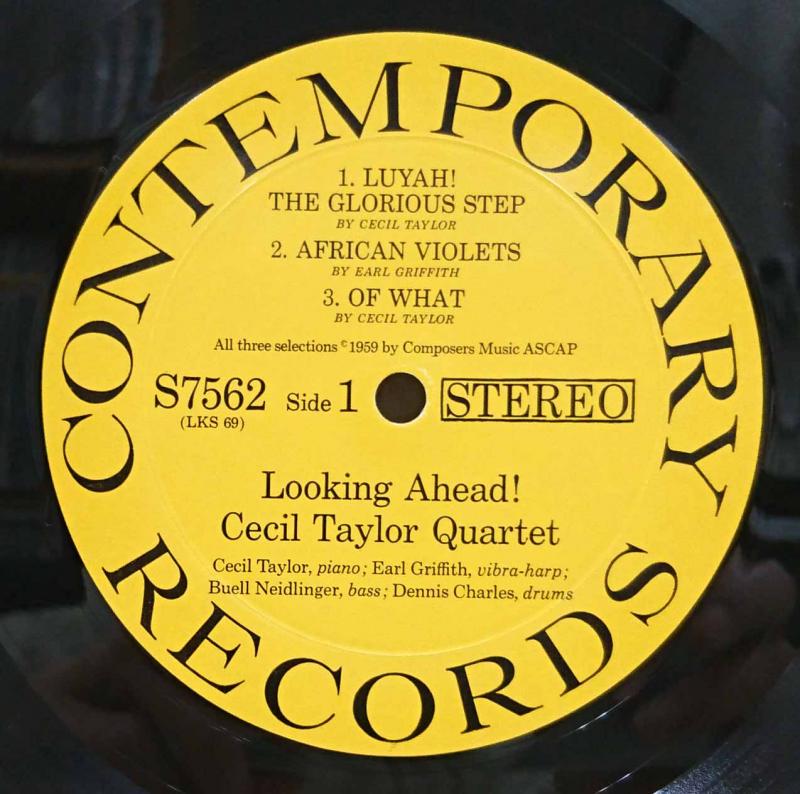 CONTEMPORARY
1. LUYAH!
THE GLORIOUS STEP
BY CECIL TAYLOR
2. AFRICAN VIOLETS
BY EARL GRIFFITH
3. OF WHAT
BY CECIL TAYLOR
All three selections ©1959 by Composers Music ASCAP
S7562 Side 1 STEREO
(LKS 69)
Looking Ahead!
Cecil Taylor Quartet
Cecil Taylor, piano; Earl Griffith, vibra-harp;
Buell Neidlinger, bass; Dennis Charles, drums
RECORDS